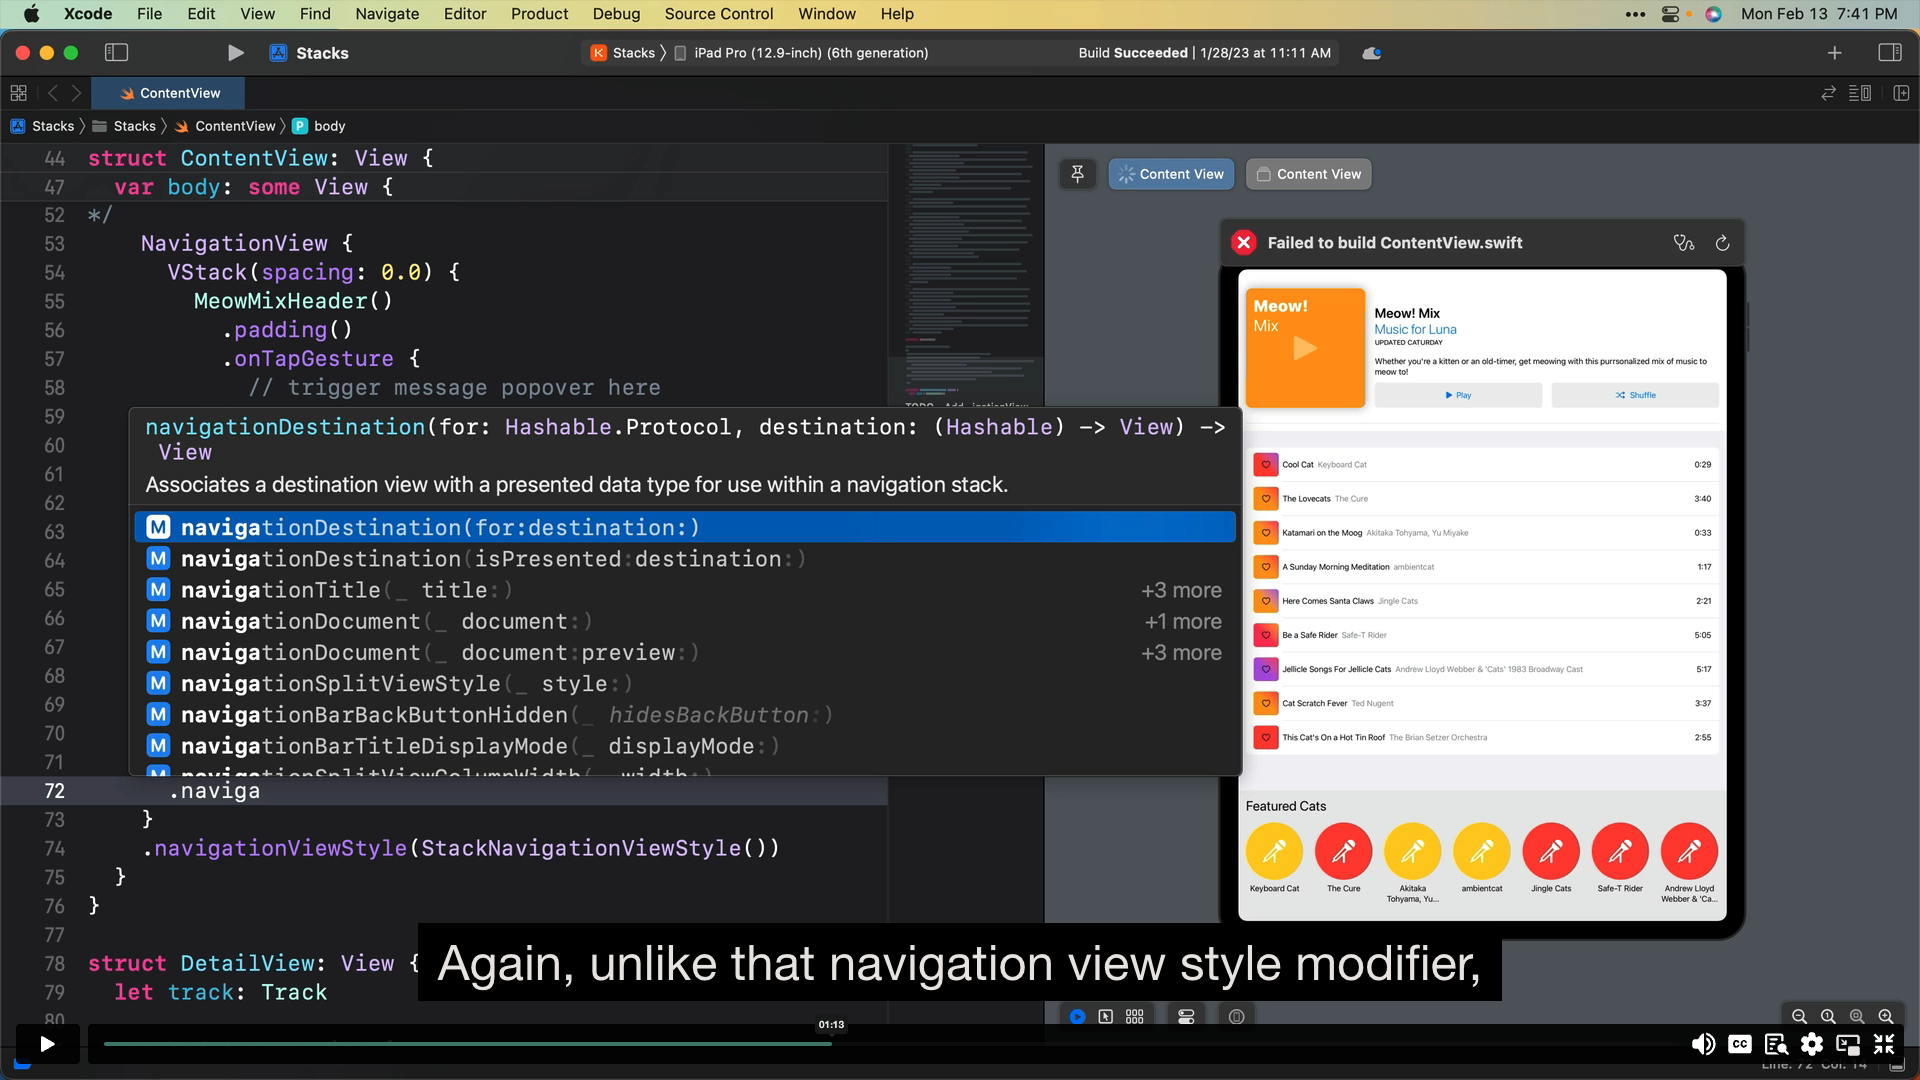 Xcode File Edit View Find Navigate Editor Product Debug Source Control Window Help
Mon Feb 13 7:41 PM
Stacks
Stacks iPad Pro (12.9-inch) (6th generation)
Build Succeeded | 1/28/23 at 11:11 AM
ContentView
Stacks Stacks ContentView P body
44 struct ContentView: View {
47 var body: some View {
52 */
53 NavigationView {
54 VStack(spacing: 0.0) {
55 MeowMixHeader()
56 .padding()
57 .onTapGesture {
58 // trigger message popover here
59
60
61
62
63
64
65
66
67
68
69
70
71
navigationDestination(for: Hashable.Protocol, destination: (Hashable) -> View) ->
View
Associates a destination view with a presented data type for use within a navigation stack.
M navigationDestination(for:destination:)
M navigationDestination(isPresented:destination:)
M navigationTitle(_ title:) +3 more
M navigationDocument(_ document:) +1 more
M navigationDocument(_ document:preview:) +3 more
M navigationSplitViewStyle(_ style:)
M navigationBarBackButtonHidden(_ hidesBackButton:)
M navigationBarTitleDisplayMode(_ displayMode:)
72 .naviga
73 }
74 .navigationViewStyle(StackNavigationViewStyle())
75 }
76 }
77
78 struct DetailView: View {
79 let track: Track
80
Content View
Content View
Failed to build ContentView.swift
Meow!
Mix
Meow! Mix
Music for Luna
UPDATED CATURDAY
Whether you're a kitten or an old-timer, get meowing with this purrsonalized mix of music to
meow to!
Play
Shuffle
Cool Cat Keyboard Cat 0:29
The Lovecats The Cure 3:40
Katamari on the Moog Akitaka Tohyama, Yu Miyake 0:33
A Sunday Morning Meditation ambientcat 1:17
Here Comes Santa Claws Jingle Cats 2:21
Be a Safe Rider Safe-T Rider 5:05
Jellicle Songs For Jellicle Cats Andrew Lloyd Webber & 'Cats' 1983 Broadway Cast 5:17
Cat Scratch Fever Ted Nugent 3:37
This Cat's On a Hot Tin Roof The Brian Setzer Orchestra 2:55
Featured Cats
Keyboard Cat
The Cure
Akitaka
Tohyama, Yu...
ambientcat
Jingle Cats
Safe-T Rider
Andrew Lloyd
Webber & 'Ca...
Again, unlike that navigation view style modifier,
01:13
CC